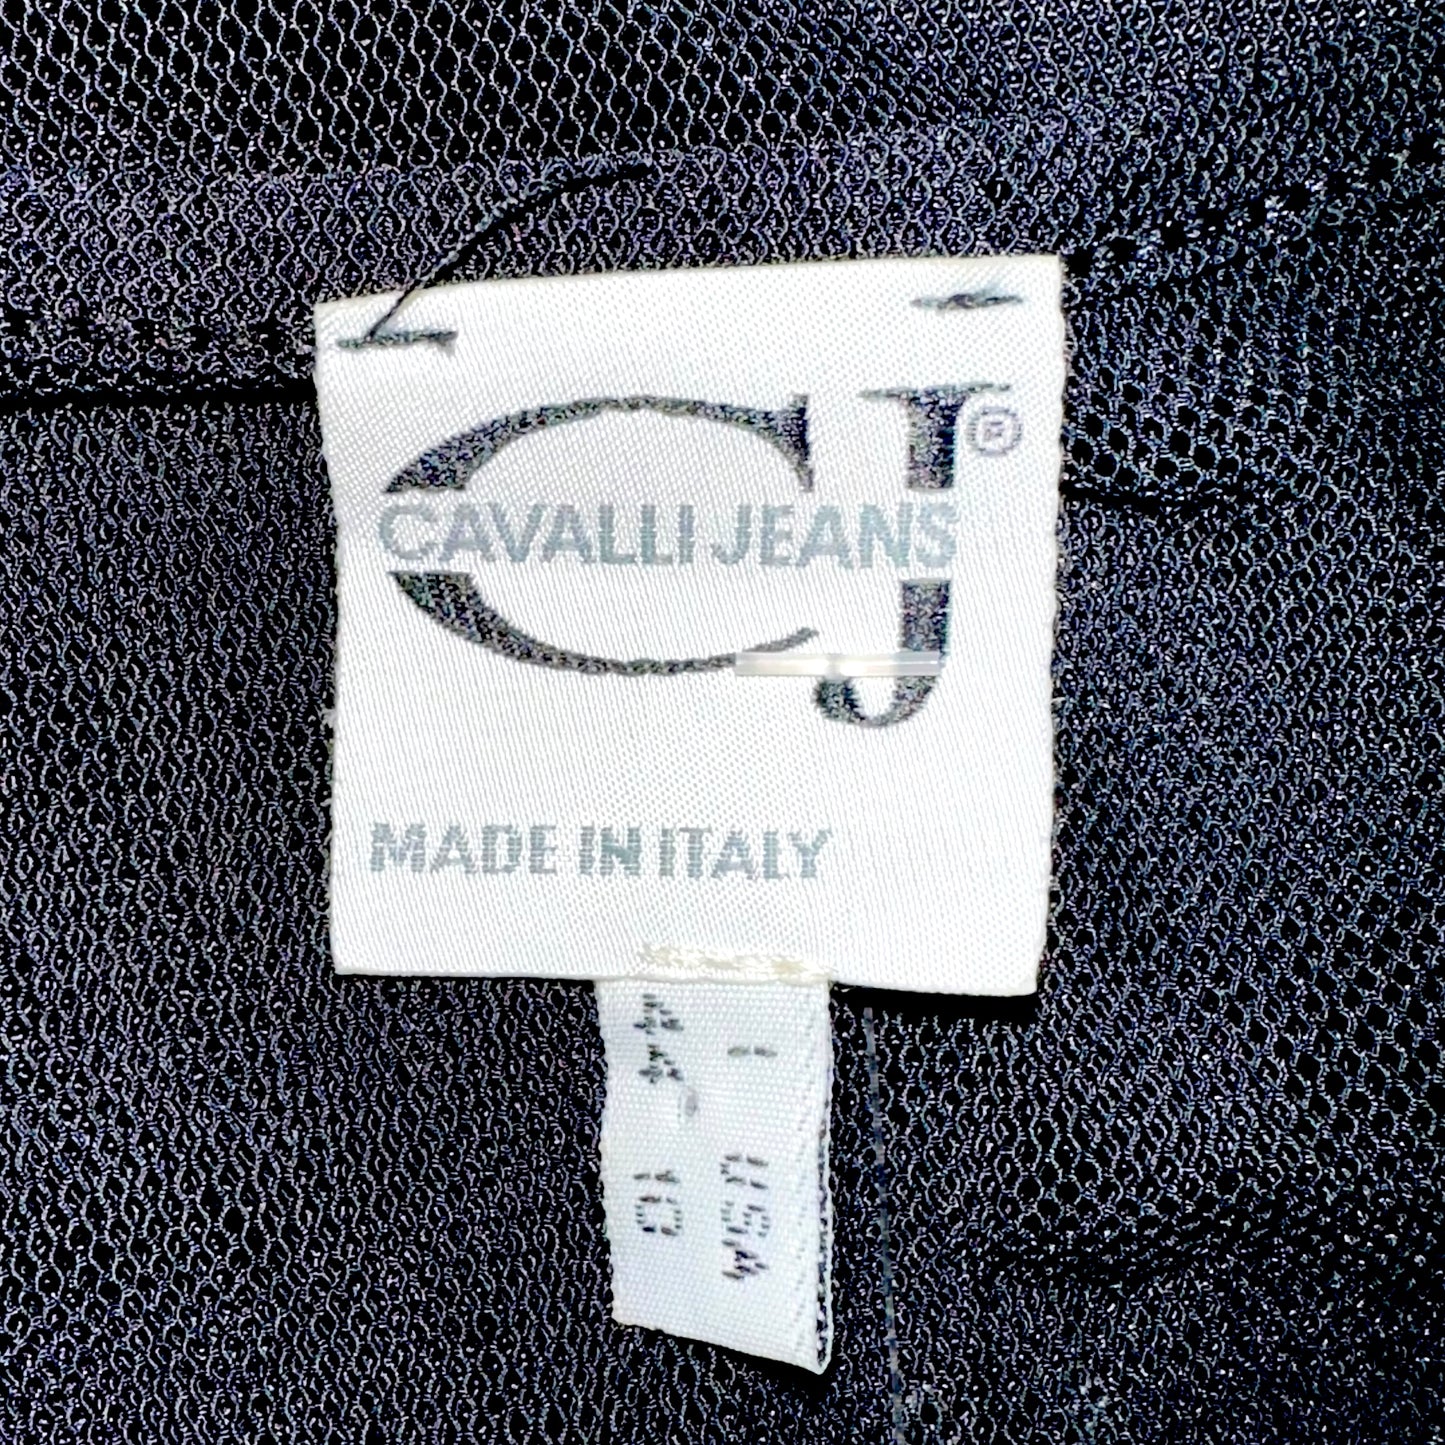 CJ®
CAVALLI JEANS
MADE IN ITALY
I 44
USA 10